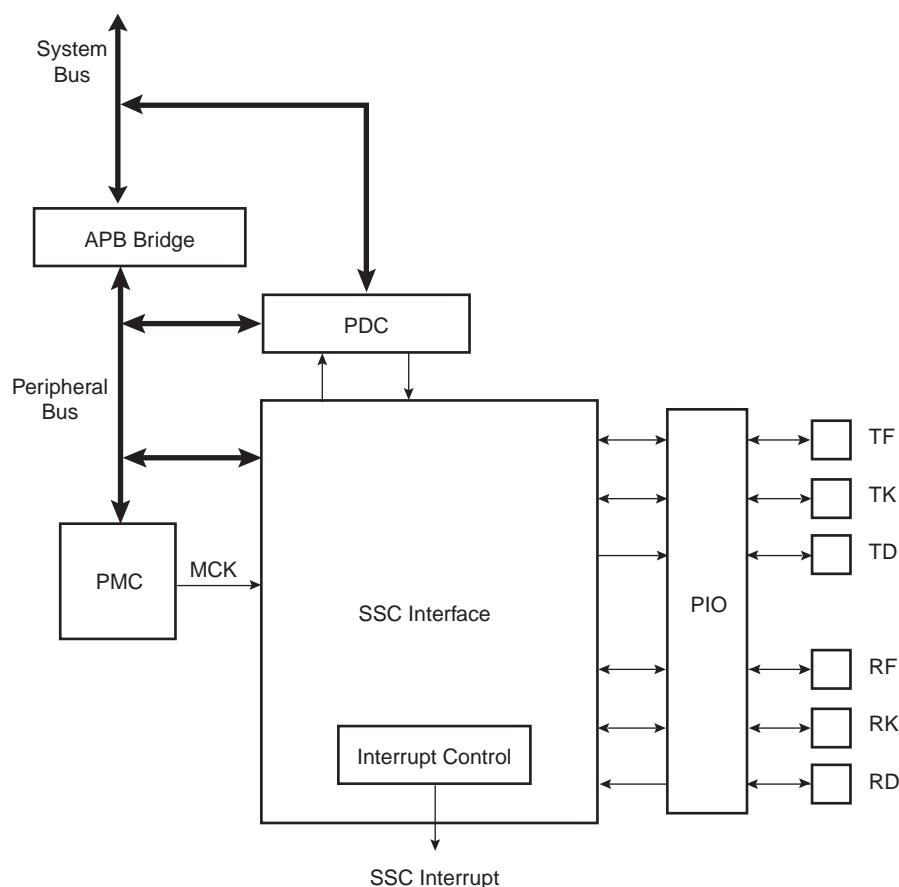 System
Bus
APB Bridge
PDC
Peripheral
Bus
TF
TK
TD
PMC
MCK
SSC Interface
PIO
RF
RK
RD
Interrupt Control
SSC Interrupt